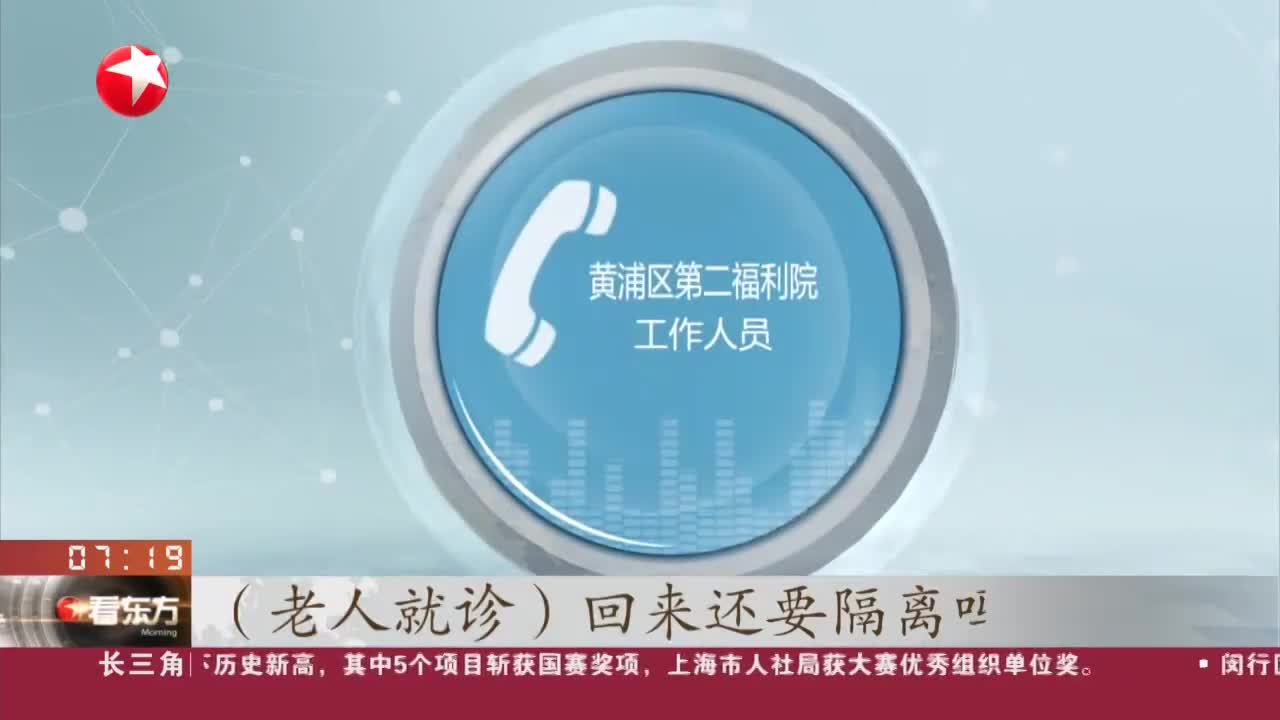 黄浦区第二福利院
工作人员
07:19
看东方
Morning
（老人就诊）回来还要隔离
长三角
历史新高，其中5个项目斩获国赛奖项，上海市人社局获大赛优秀组织单位奖。
▪ 闵行